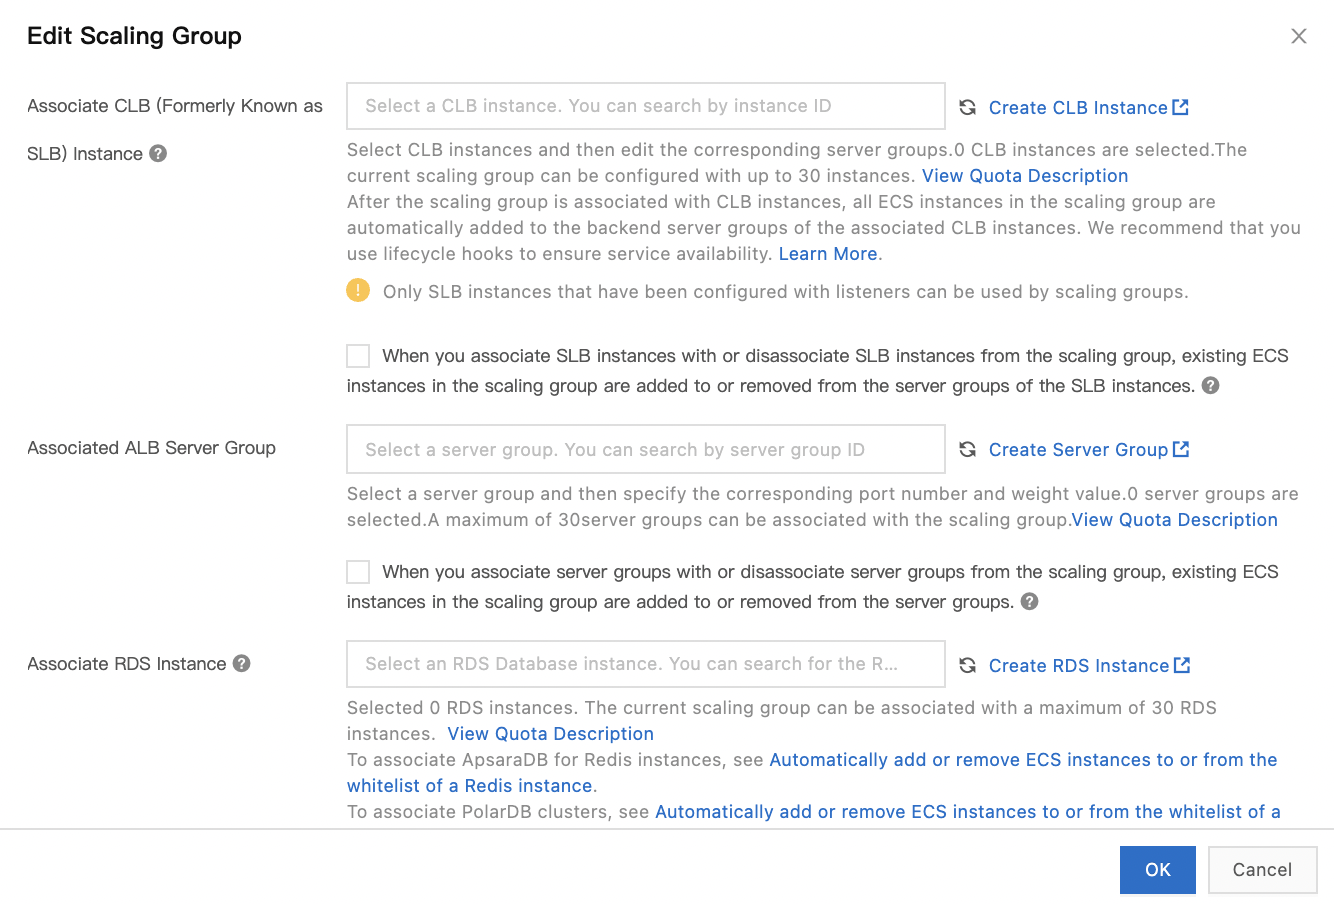 Edit Scaling Group
Associate CLB (Formerly Known as
SLB) Instance
Select a CLB instance. You can search by instance ID
Create CLB Instance
Select CLB instances and then edit the corresponding server groups.0 CLB instances are selected.The
current scaling group can be configured with up to 30 instances. View Quota Description
After the scaling group is associated with CLB instances, all ECS instances in the scaling group are
automatically added to the backend server groups of the associated CLB instances. We recommend that you
use lifecycle hooks to ensure service availability. Learn More.
Only SLB instances that have been configured with listeners can be used by scaling groups.
When you associate SLB instances with or disassociate SLB instances from the scaling group, existing ECS
instances in the scaling group are added to or removed from the server groups of the SLB instances.
Associated ALB Server Group
Select a server group. You can search by server group ID
Create Server Group
Select a server group and then specify the corresponding port number and weight value.0 server groups are
selected.A maximum of 30server groups can be associated with the scaling group.View Quota Description
When you associate server groups with or disassociate server groups from the scaling group, existing ECS
instances in the scaling group are added to or removed from the server groups.
Associate RDS Instance
Select an RDS Database instance. You can search for the R...
Create RDS Instance
Selected 0 RDS instances. The current scaling group can be associated with a maximum of 30 RDS
instances. View Quota Description
To associate ApsaraDB for Redis instances, see Automatically add or remove ECS instances to or from the
whitelist of a Redis instance.
To associate PolarDB clusters, see Automatically add or remove ECS instances to or from the whitelist of a
OK
Cancel